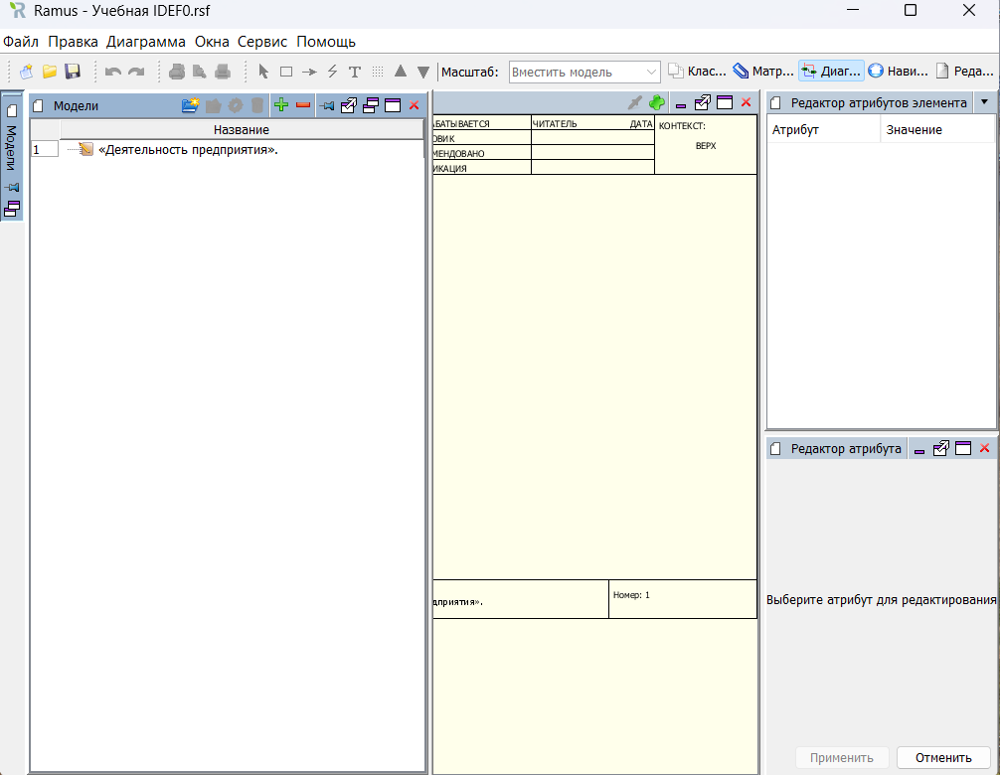 Ramus - Учебная IDEF0.rsf
Файл Правка Диаграмма Окна Сервис Помощь
Масштаб: Вместить модель Клас... Матр... Диаг... Нави... Реда...
Модели
Модели
Название
1 «Деятельность предприятия».
АБАТЫВАЕТСЯ ЧИТАТЕЛЬ ДАТА КОНТЕКСТ:
ОВИК
ВЕРХ
МЕНДОВАНО
ИКАЦИЯ
дприятия».
Номер: 1
Редактор атрибутов элемента
Атрибут Значение
Редактор атрибута
Выберите атрибут для редактирования
Применить Отменить